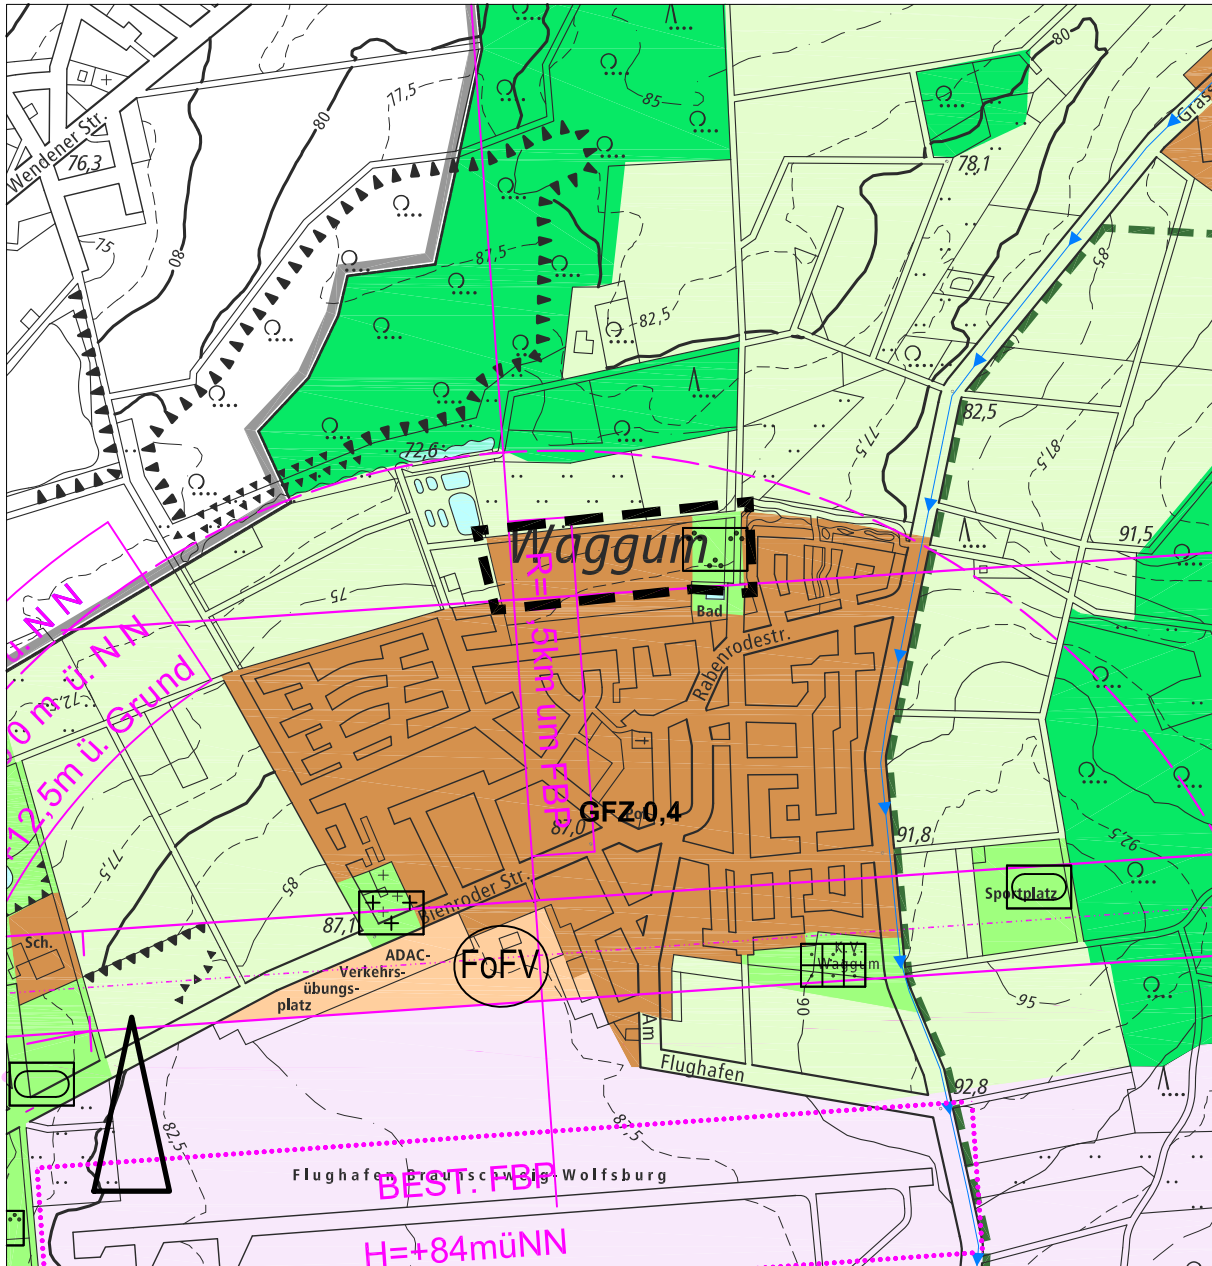 80
77,5
80
85
Grass
Wendener Str.
76,3
78,1
75
80
87,5
85
82,5
82,5
77,5
87,5
72,6
91,5
Waggum
75
Bad
R=
,5km um FBP
ü. N N
0 m ü. N N
+12,5m ü. Grund
72,5
Rabenrodestr.
GFZ 0,4
87,0
91,8
92,5
77,5
85
Bienroder Str.
87,1
Sportplatz
Sch.
ADAC-
Verkehrs-
übungs-
platz
FoFV
K V
Waggum
95
90
Am
Flughafen
92,8
82,5
Flughafen Braunschweig-Wolfsburg
BEST. FBP
H=+84müNN